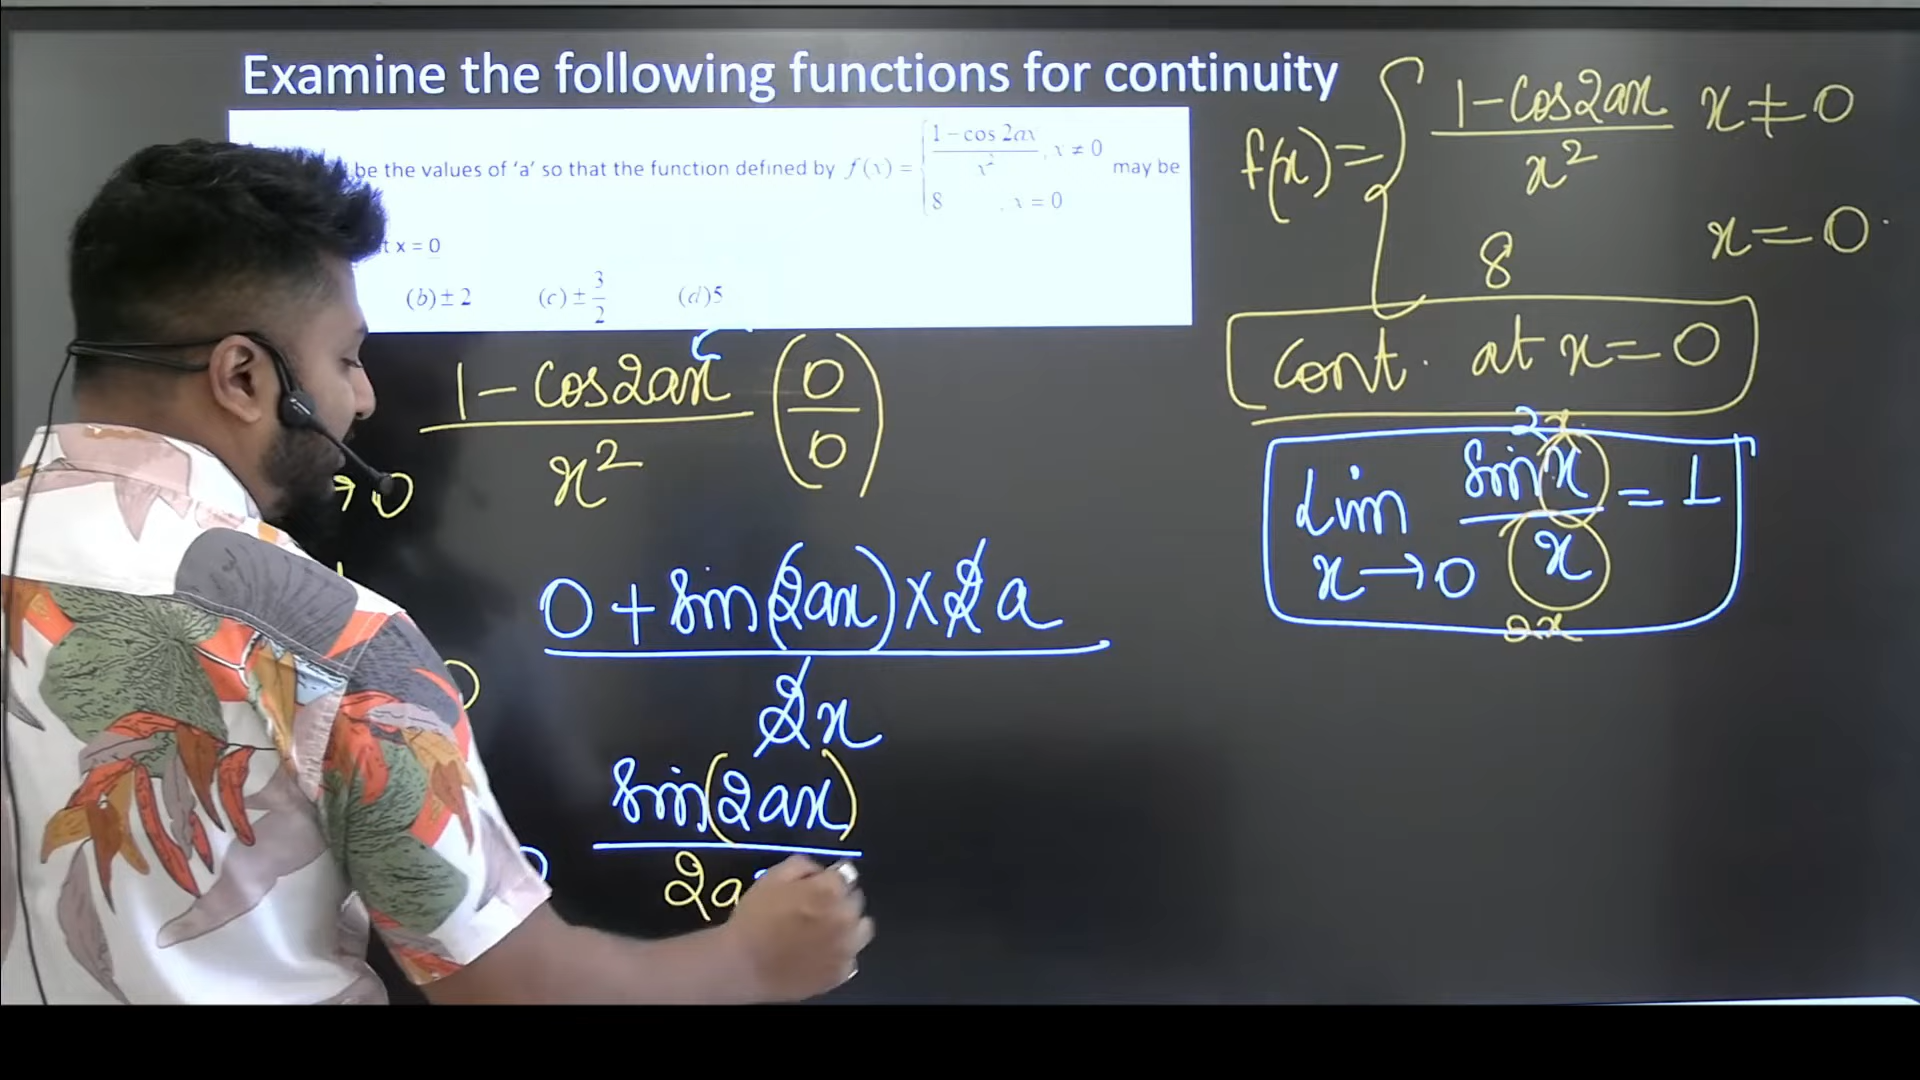 Examine the following functions for continuity
be the values of ‘a’ so that the function defined by f(x) = { 1 – cos 2ax / x² , x ≠ 0 may be
8 , x = 0
t x = 0
(b) ± 2 (c) ± 3/2 (d) 5
f(x) = { 1 - cos2ax / x² x ≠ 0
8 x = 0
Cont. at x = 0
1 - cos2ax / x² (0/0)
→ 0
2x
Lim x→0 sin x / x = 1
2x
0 + sin(2ax) × 2a
2x
sin(2ax)
2a